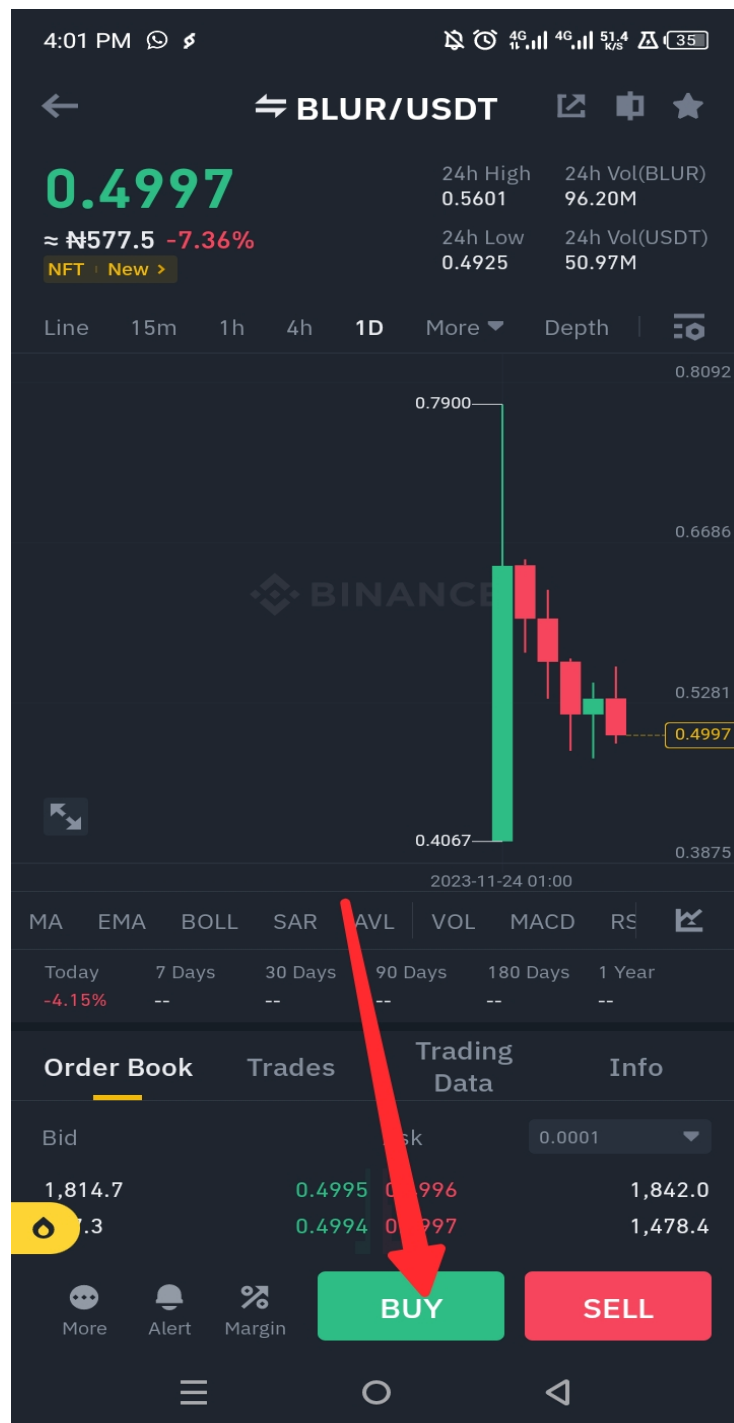 4:01 PM 4G 4G 51.4 K/S 35
BLUR/USDT
0.4997
≈ ₦577.5 -7.36%
NFT New >
24h High 24h Vol(BLUR)
0.5601 96.20M
24h Low 24h Vol(USDT)
0.4925 50.97M
Line 15m 1h 4h 1D More Depth
0.8092
0.7900
0.6686
BINANCE
0.5281
0.4997
0.4067
0.3875
2023-11-24 01:00
MA EMA BOLL SAR AVL VOL MACD
Today 7 Days 30 Days 90 Days 180 Days 1 Year
-4.15% -- -- -- -- --
Order Book Trades Trading Data Info
Bid 0.0001
1,814.7 0.4995 1,842.0
0.4994 1,478.4
More Alert Margin BUY SELL